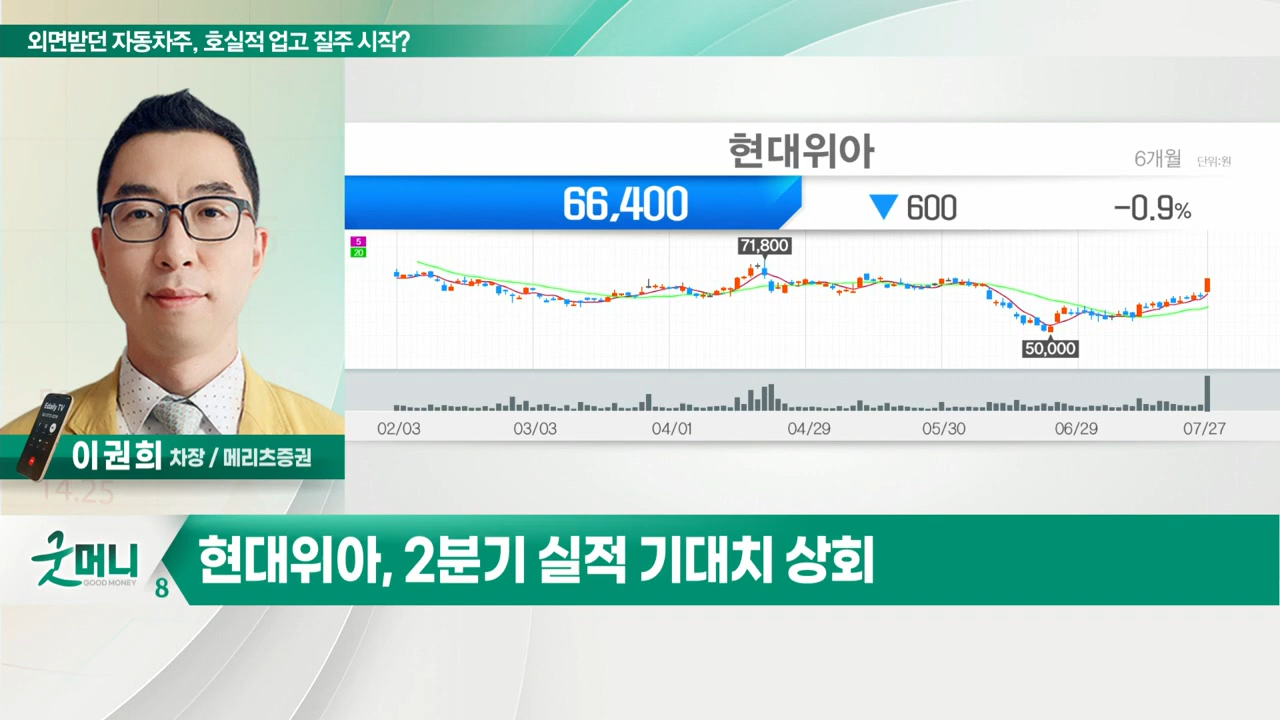 외면받던 자동차주, 호실적 업고 질주 시작?
현대위아
6개월 단위:원
66,400 ▼ 600 -0.9%
5
20
71,800
50,000
02/03 03/03 04/01 04/29 05/30 06/29 07/27
Edaily TV
이권희 차장 / 메리츠증권
14.25
굿머니
GOOD MONEY
8
현대위아, 2분기 실적 기대치 상회